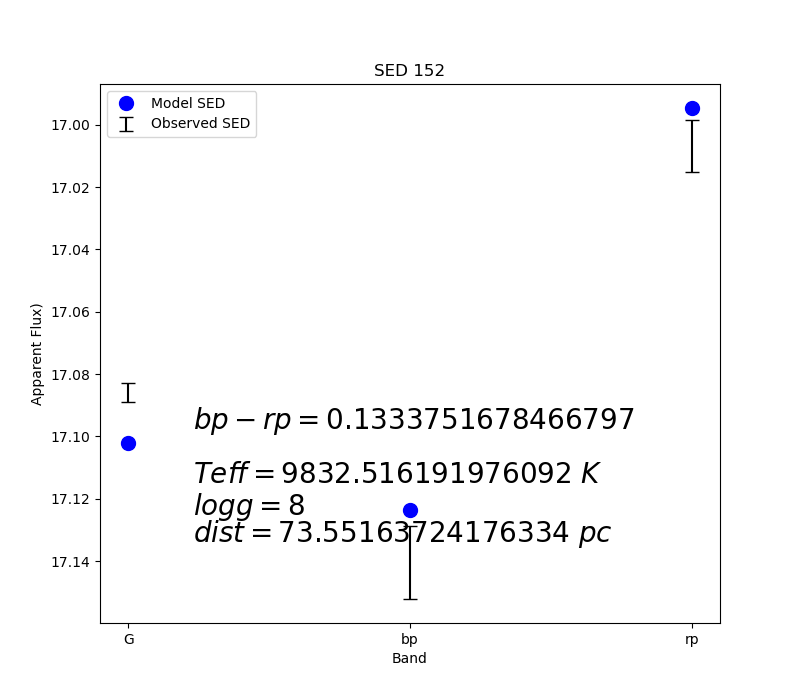 SED 152
Model SED
Observed SED
17.00
17.02
17.04
17.06
17.08
17.10
17.12
17.14
Apparent Flux)
bp − rp = 0.1333751678466797
Teff = 9832.516191976092 K
logg = 8
dist = 73.55163724176334 pc
G bp rp
Band